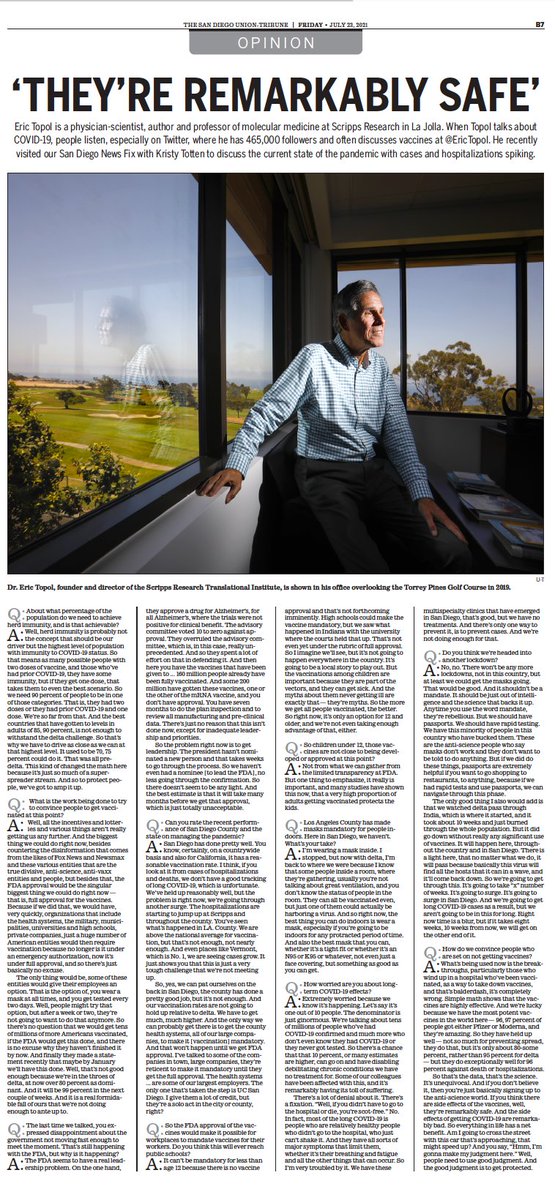 THE SAN DIEGO UNION-TRIBUNE | FRIDAY • JULY 23, 2021
B7
OPINION
‘THEY’RE REMARKABLY SAFE’
Eric Topol is a physician-scientist, author and professor of molecular medicine at Scripps Research in La Jolla. When Topol talks about
COVID-19, people listen, especially on Twitter, where he has 465,000 followers and often discusses vaccines at @EricTopol. He recently
visited our San Diego News Fix with Kristy Totten to discuss the current state of the pandemic with cases and hospitalizations spiking.
U-T
Dr. Eric Topol, founder and director of the Scripps Research Translational Institute, is shown in his office overlooking the Torrey Pines Golf Course in 2019.
Q: About what percentage of the
population do we need to achieve
herd immunity, and is that achievable?
A: Well, herd immunity is probably not
the concept that should be our
driver but the highest level of population
with immunity to COVID-19 status. So
that means as many possible people with
two doses of vaccine, and those who've
had prior COVID-19, they have some
immunity, but if they get one dose, that
takes them to even the best scenario. So
we need 90 percent of people to be in one
of those categories. That is, they had two
doses or they had prior COVID-19 and one
dose. We're so far from that. And the best
countries that have gotten to levels in
adults of 85, 90 percent, is not enough to
withstand the delta challenge. So that's
why we have to drive as close as we can at
that highest level. It used to be 70, 75
percent could do it. That was all pre-
delta. This kind of changed the math here
because it's just so much of a super-
spreader strain. And so to protect peo-
ple, we've got to amp it up.
Q: What is the work being done to try
to convince people to get vacci-
nated at this point?
A: Well, all the incentives and lotter-
ies and various things aren't really
getting us any further. And the biggest
thing we could do right now, besides
countering the disinformation that comes
from the likes of Fox News and Newsmax
and these various entities that are the
true divisive, anti-science, anti-vaxx
entities and people, but besides that, the
FDA approval would be the singular
biggest thing we could do right now —
that is, full approval for the vaccines.
Because if we did that, we would have,
very quickly, organizations that include
the health systems, the military, munici-
palities, universities and high schools,
private companies, just a huge number of
American entities would then require
vaccination because no longer is it under
an emergency authorization, now it's
under full approval, and so there's just
basically no excuse.
The only thing would be, some of these
entities would give their employees an
option. That is the option of, you wear a
mask at all times, and you get tested every
two days. Well, people might try that
option, but after a week or two, they're
not going to want to do that anymore. So
there's no question that we would get tens
of millions of more Americans vaccinated,
if the FDA would get this done, and there
is no excuse why they haven't finished it
by now. And finally they made a state-
ment recently that maybe by January
we'll have this done. Well, that's not good
enough because we're in the throes of
delta, at now over 80 percent as domi-
nant. And it will be 99 percent in the next
couple of weeks. And it is a real formida-
ble fail of ours that we're not doing
enough to ante up to.
Q: The last time we talked, you ex-
pressed disappointment about the
government not moving fast enough to
meet this moment. That's still happening
with the FDA, but why is it happening?
A: The FDA seems to have a real lead-
ership problem. On the one hand,
they approve a drug for Alzheimer's, for
all Alzheimer's, where the trials were not
positive for clinical benefit. The advisory
committee voted 10 to zero against ap-
proval. They overruled the advisory com-
mittee, which is, in this case, really un-
precedented. And so they spent a lot of
effort on that in defending it. And then
here you have the vaccines that have been
given to ... 160 million people already have
been fully vaccinated. And some 200
million have gotten these vaccines, one or
the other of the mRNA vaccine, and you
don't have approval. You have seven
months to do the plan inspection and to
review all manufacturing and pre-clinical
data. There's just no reason that this isn't
done now, except for inadequate leader-
ship and priorities.
So the problem right now is to get
leadership. The president hasn't nomi-
nated a new person and that takes weeks
to go through the process. So we haven't
even had a nominee [to lead the FDA], no
less going through the confirmation. So
there doesn't seem to be any light. And
the best estimate is that it will take many
months before we get that approval,
which is just totally unacceptable.
Q: Can you rate the recent perform-
ance of San Diego County and the
state on managing the pandemic?
A: San Diego has done pretty well. You
know, certainly, on a countywide
basis and also for California, it has a rea-
sonable vaccination rate. I think, if you
look at it from cases of hospitalizations
and deaths, we don't have a good tracking
of long COVID-19, which is unfortunate.
We've held reasonably well, but the
problem is right now, we're going through
another surge. The hospitalizations are
starting to jump up at Scripps and
throughout the county. You've seen
what's happened in L.A. County. We are
above the national average for vaccina-
tion, but that's not enough, not nearly
enough. And even places like Vermont,
which is No. 1, we are seeing cases grow. It
just shows you that this is just a very
tough challenge that we're not meeting
up.
So, yes, we can pat ourselves on the
back in San Diego, the county has done a
pretty good job, but it's not enough. And
our vaccination rates are not going to
hold up relative to delta. We have to get
much, much higher! And the only way we
can probably get there is to get the county
health systems, all of our large compa-
nies, to make it [vaccination] mandatory.
And that won't happen until we get FDA
approval. I've talked to some of the com-
panies in town, large companies, they're
reticent to make it mandatory until they
get the full approval. The health systems
... are some of our largest employers. The
only one that's taken the step is UC San
Diego. I give them a lot of credit, but
they're a solo act in the city or county,
right?
Q: So the FDA approval of the vac-
cines would make it possible for
workplaces to mandate vaccines for their
workers. Do you think this will ever reach
public schools?
A: It can't be mandatory for less than
age 12 because there is no vaccine
approval and that's not forthcoming
imminently. High schools could make the
vaccine mandatory, but we saw what
happened in Indiana with the university
where the courts held that up. That's not
even yet under the rubric of full approval.
So I imagine we'll see, but it's not going to
happen everywhere in the country. It's
going to be a local story to play out. But
the vaccinations among children are
important because they are part of the
vectors, and they can get sick. And the
myths about them never getting ill are
exactly that — they're myths. So the more
we get all people vaccinated, the better.
So right now, it's only an option for 12 and
older, and we're not even taking enough
advantage of that, either.
Q: So children under 12, those vac-
cines are not close to being devel-
oped or approved at this point?
A: Not from what we can gather from
the limited transparency at FDA.
But one thing to emphasize, it really is
important, and many studies have shown
this now, that a very high proportion of
adults getting vaccinated protects the
kids.
Q: Los Angeles County has made
masks mandatory for people in-
doors. Here in San Diego, we haven't.
What's your take?
A: I'm wearing a mask inside. I
stopped, but now with delta, I'm
back to where we were because I know
that some people inside a room, where
they're gathering, usually you're not
talking about great ventilation, and you
don't know the status of people in the
room. They can all be vaccinated even,
but just one of them could actually be
harboring a virus. And so right now, the
best thing you can do indoors is wear a
mask, especially if you're going to be
indoors for any protracted period of time.
And also the best mask that you can,
whether it's a tight fit or whether it's an
N95 or K95 or whatever, not even just a
face covering, but something as good as
you can get.
Q: How worried are you about long-
term COVID-19 effects?
A: Extremely worried because we
know it's happening. Let's say it's
one out of 10 people. The denominator is
just ginormous. We're talking about tens
of millions of people who've had
COVID-19 confirmed and much more who
don't even know they had COVID-19 or
they never got tested. So there's a chance
that that 10 percent, or many estimates
are higher, can go on and have disabling
debilitating chronic conditions we have
no treatment for. Some of our colleagues
have been affected with this, and it's
remarkably having its toll of suffering.
There's a lot of denial about it. There's
a fixation. "Well, if you didn't have to go to
the hospital or die, you're scot-free." No.
In fact, most of the long COVID-19 is
people who are relatively healthy people
who didn't go to the hospital, who just
can't shake it. And they have all sorts of
major symptoms that limit them,
whether it's their breathing and fatigue
and all the other things that can occur. So
I'm very troubled by it. We have these
multispecialty clinics that have emerged
in San Diego, that's good, but we have no
treatments. And there's only one way to
prevent it, is to prevent cases. And we're
not doing enough for that.
Q: Do you think we're headed into
another lockdown?
A: No, no. There won't be any more
lockdowns, not in this country, but
at least we could get the masks going.
That would be good. And it shouldn't be a
mandate. It should be just out of intelli-
gence and the science that backs it up.
Anytime you use the word mandate,
they're rebellious. But we should have
passports. We should have rapid testing.
We have this minority of people in this
country who have bucked these. These
are the anti-science people who say
masks don't work and they don't want to
be told to do anything. But if we did do
these things, passports are extremely
helpful if you want to go shopping to
restaurants, to anything, because if we
had rapid tests and use passports, we can
navigate through this phase.
The only good thing I also would add is
that we watched delta pass through
India, which is where it started, and it
took about 10 weeks and just burned
through the whole population. But it did
go down without really any significant use
of vaccines. It will happen here, through-
out the country and in San Diego. There is
a light here, that no matter what we do, it
will pass because basically this virus will
find all the hosts that it can in a wave, and
it'll come back down. So we're going to get
through this. It's going to take "x" number
of weeks. It's going to surge. It's going to
surge in San Diego. And we're going to get
long COVID-19 cases as a result, but we
aren't going to be in this for long. Right
now time is a blur, but if it takes eight
weeks, 10 weeks from now, we will get on
the other end of it.
Q: How do we convince people who
are set on not getting vaccines?
A: What's being used now is the break-
throughs, particularly those who
wind up in a hospital who've been vacci-
nated, as a way to take down vaccines,
and that's balderdash, it's completely
wrong. Simple math shows that the vac-
cines are highly effective. And we're lucky
because we have the most potent vac-
cines in the world here — 96, 97 percent of
people got either Pfizer or Moderna, and
they're amazing. So they have held up
well — not so much for preventing spread,
they do that, but it's only about 85-some
percent, rather than 95 percent for delta
— but they do exceptionally well for 96
percent against death or hospitalizations.
So that's the data, that's the science.
It's unequivocal. And if you don't believe
it, then you're just basically signing up to
the anti-science world. If you think there
are side effects of the vaccines, well,
they're remarkably safe. And the side
effects of getting COVID-19 are remarka-
bly bad. So everything in life has a net
benefit. Am I going to cross the street
with this car that's approaching, that
might speed up? And you say, "Hmm, I'm
gonna make my judgment here." Well,
people need to use good judgment. And
the good judgment is to get protected.